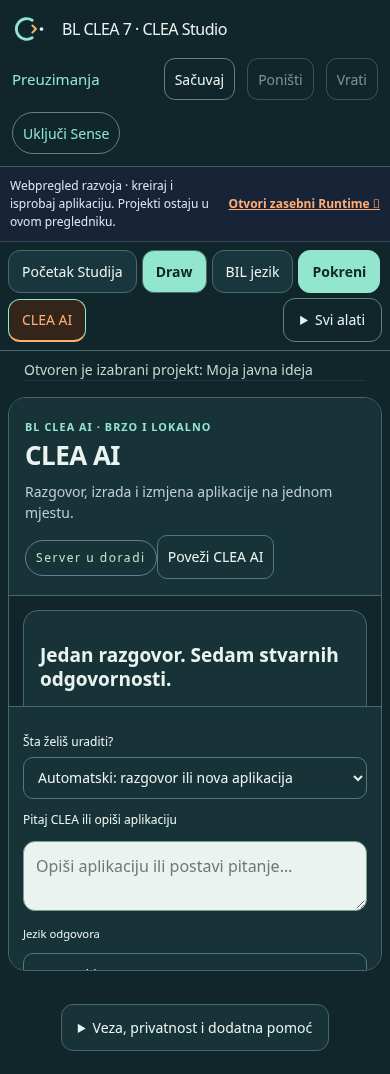 BL CLEA 7 · CLEA Studio
Preuzimanja
Sačuvaj
Poništi
Vrati
Uključi Sense
Webpregled razvoja · kreiraj i
isprobaj aplikaciju. Projekti ostaju u
ovom pregledniku.
Otvori zasebni Runtime
Početak Studija
Draw
BIL jezik
Pokreni
CLEA AI
▶ Svi alati
Otvoren je izabrani projekt: Moja javna ideja
BL CLEA AI · BRZO I LOKALNO
CLEA AI
Razgovor, izrada i izmjena aplikacije na jednom
mjestu.
Server u doradi
Poveži CLEA AI
Jedan razgovor. Sedam stvarnih
odgovornosti.
Šta želiš uraditi?
Automatski: razgovor ili nova aplikacija
Pitaj CLEA ili opiši aplikaciju
Opiši aplikaciju ili postavi pitanje...
Jezik odgovora
▶ Veza, privatnost i dodatna pomoć